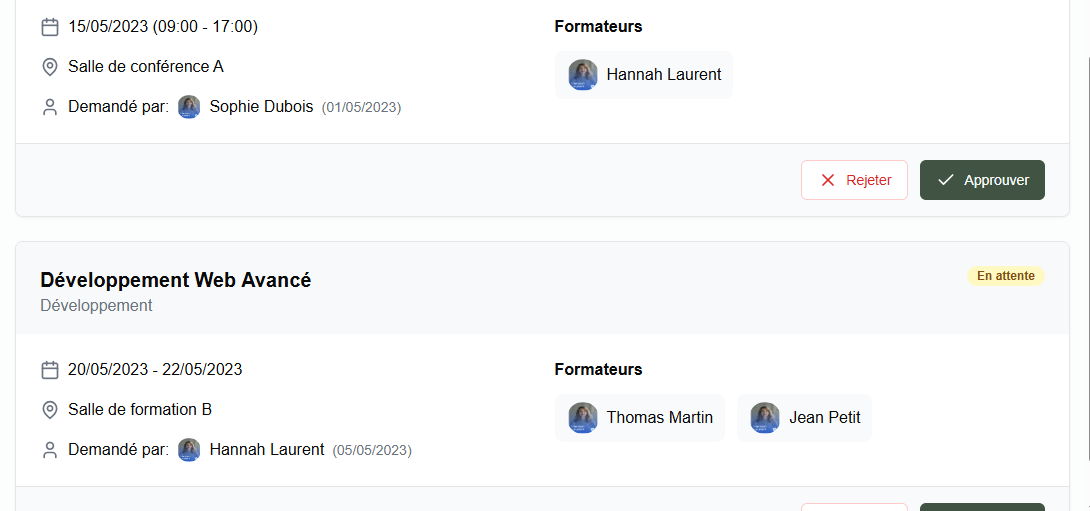 15/05/2023 (09:00 - 17:00)
Salle de conférence A
Demandé par: Sophie Dubois (01/05/2023)
Formateurs
Hannah Laurent
Rejeter
Approuver
Développement Web Avancé
En attente
Développement
20/05/2023 - 22/05/2023
Salle de formation B
Demandé par: Hannah Laurent (05/05/2023)
Formateurs
Thomas Martin
Jean Petit